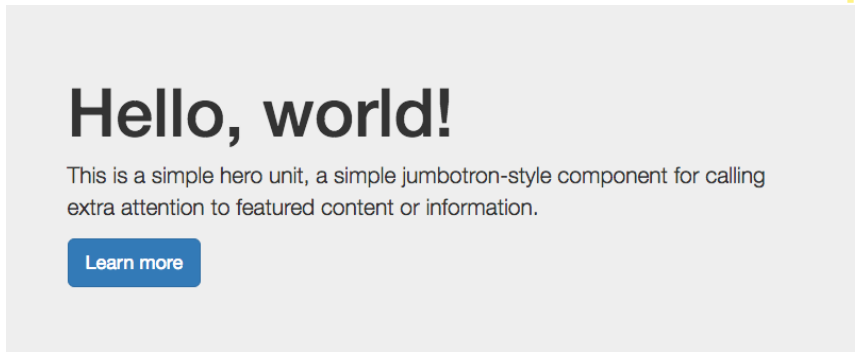 Hello, world!
This is a simple hero unit, a simple jumbotron-style component for calling
extra attention to featured content or information.
Learn more